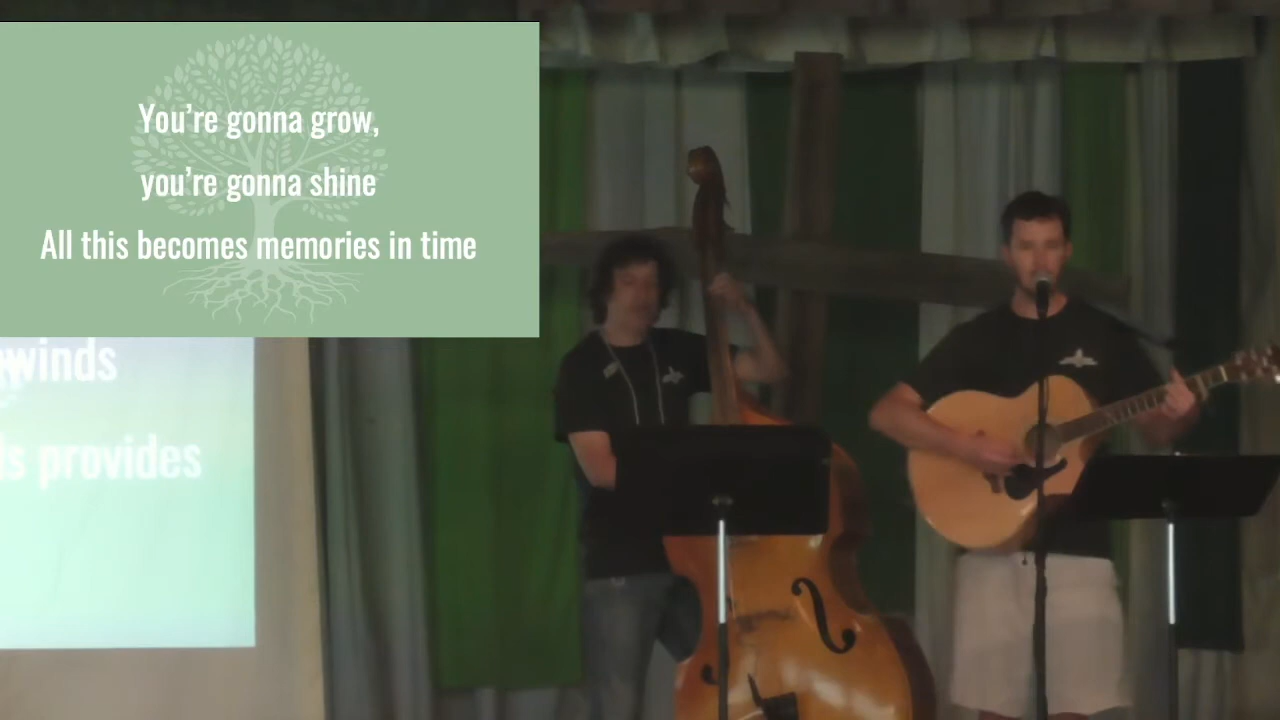 You're gonna grow,
you're gonna shine
All this becomes memories in time
winds
provides